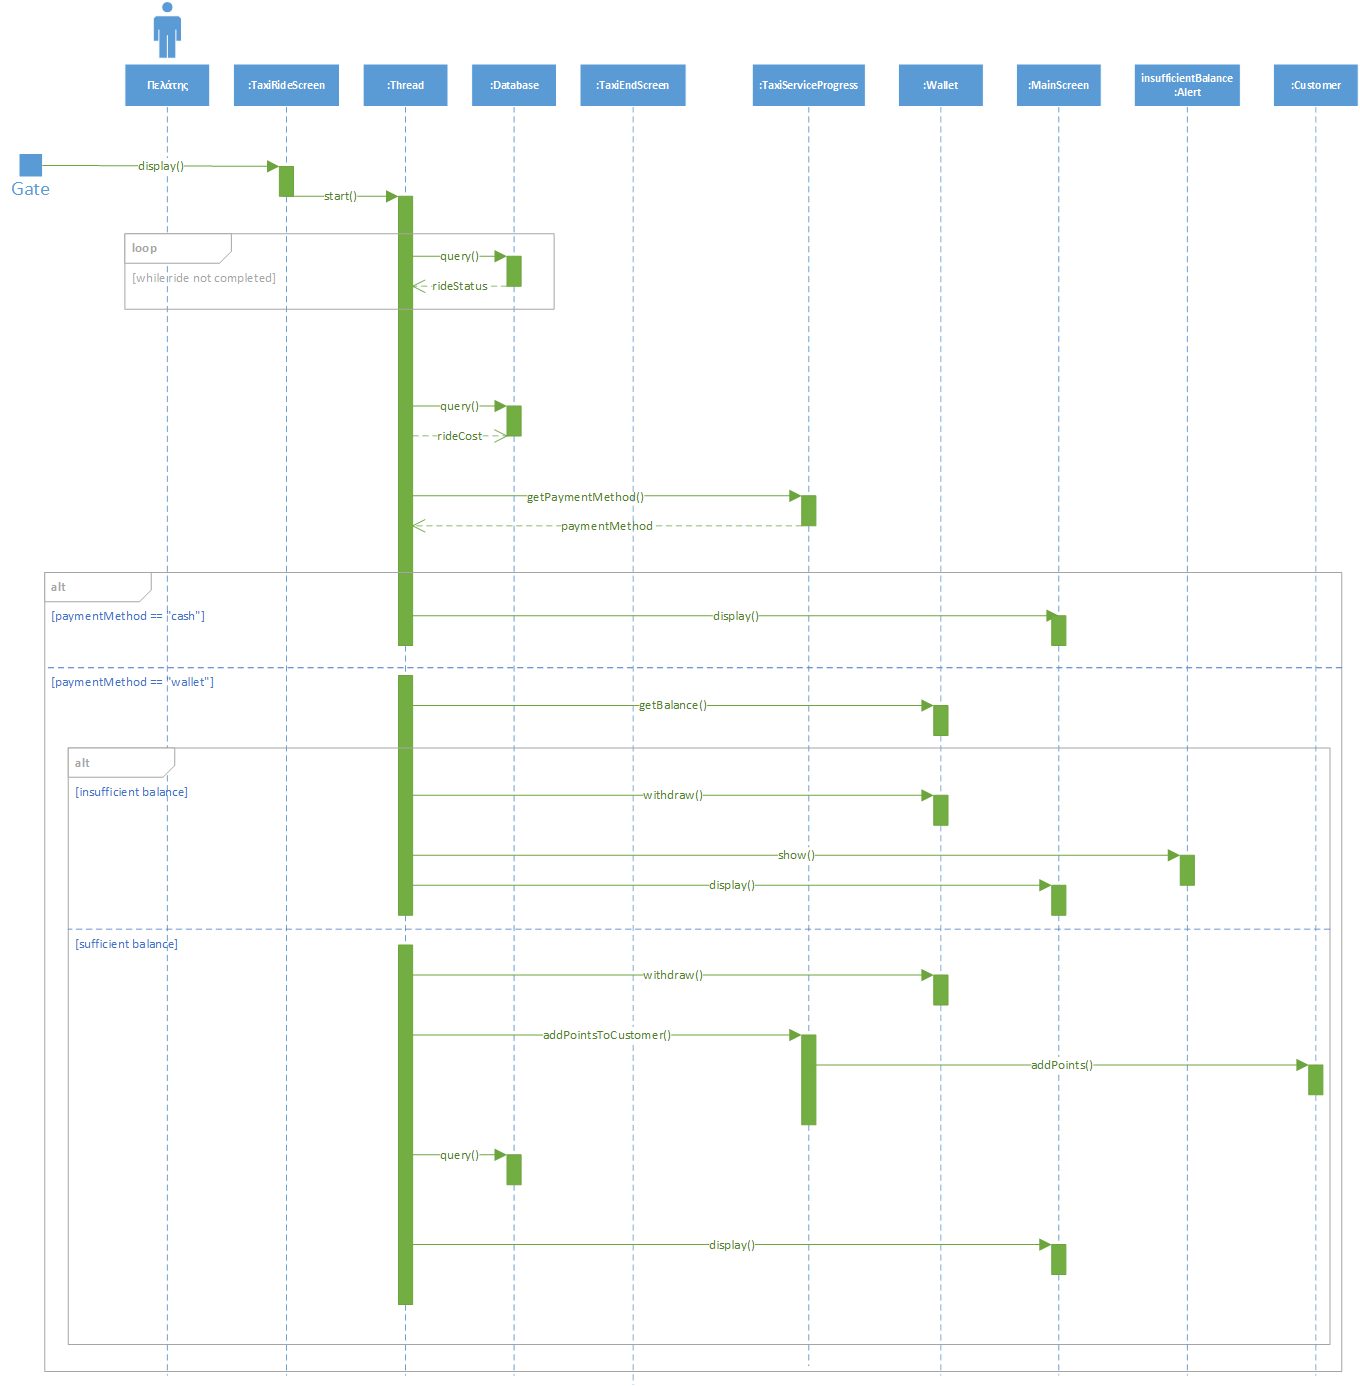 Πελάτης
:TaxiRideScreen
:Thread
:Database
:TaxiEndScreen
:TaxiServiceProgress
:Wallet
:MainScreen
insufficientBalance
:Alert
:Customer
display()
Gate
start()
loop
query()
[while ride not completed]
rideStatus
query()
rideCost
getPaymentMethod()
paymentMethod
alt
[paymentMethod == "cash"]
display()
[paymentMethod == "wallet"]
getBalance()
alt
[insufficient balance]
withdraw()
show()
display()
[sufficient balance]
withdraw()
addPointsToCustomer()
addPoints()
query()
display()